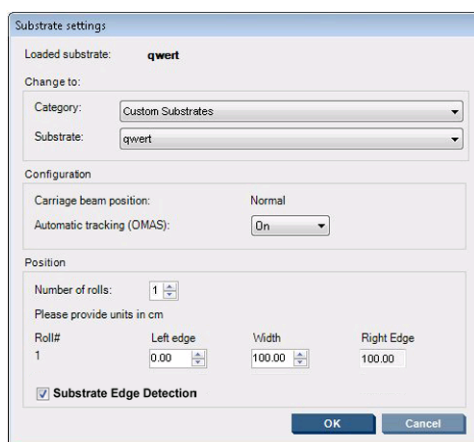 Substrate settings
Loaded substrate: qwert
Change to:
Category: Custom Substrates
Substrate: qwert
Configuration
Carriage beam position: Normal
Automatic tracking (OMAS): On
Position
Number of rolls: 1
Please provide units in cm
Roll# Left edge Width Right Edge
1 0.00 100.00 100.00
Substrate Edge Detection
OK Cancel